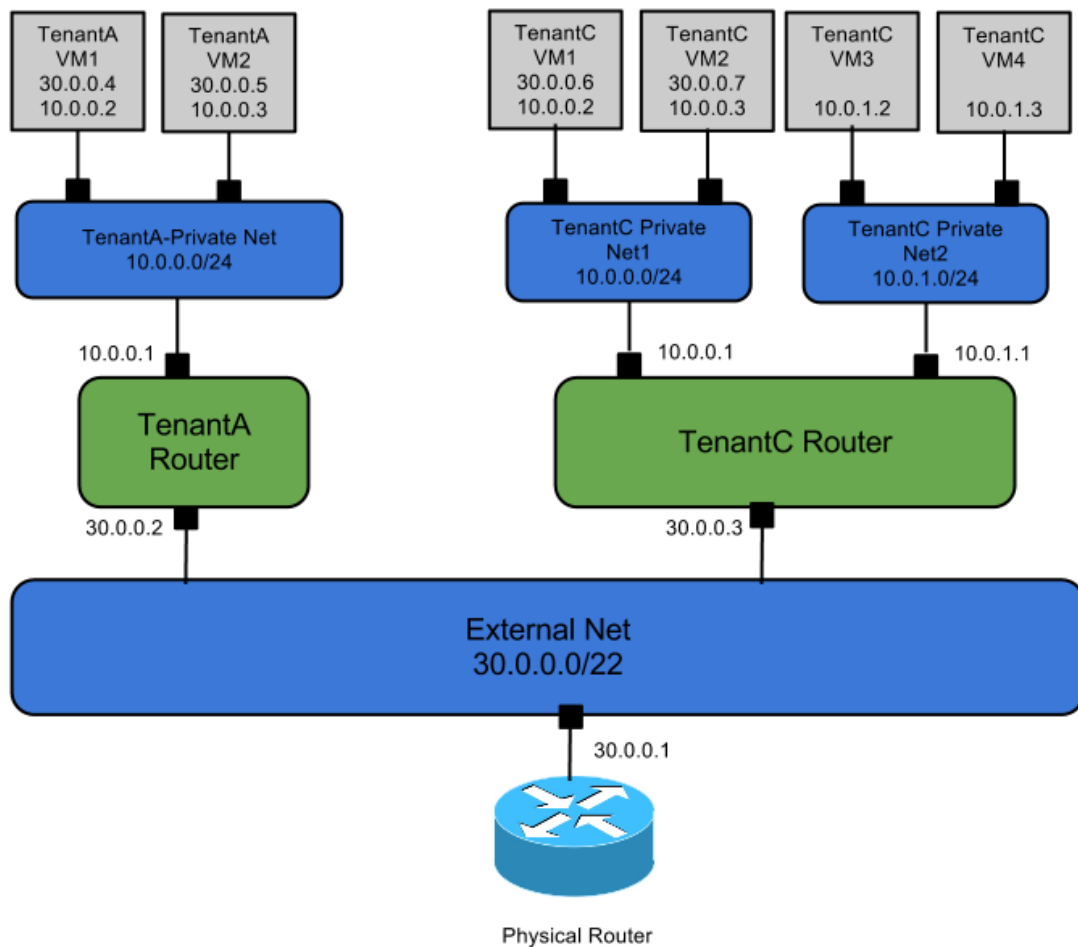 TenantA
VM1
30.0.0.4
10.0.0.2
TenantA
VM2
30.0.0.5
10.0.0.3
TenantC
VM1
30.0.0.6
10.0.0.2
TenantC
VM2
30.0.0.7
10.0.0.3
TenantC
VM3
10.0.1.2
TenantC
VM4
10.0.1.3
TenantA-Private Net
10.0.0.0/24
TenantC Private
Net1
10.0.0.0/24
TenantC Private
Net2
10.0.1.0/24
10.0.0.1
10.0.0.1
10.0.1.1
TenantA
Router
TenantC Router
30.0.0.2
30.0.0.3
External Net
30.0.0.0/22
30.0.0.1
Physical Router